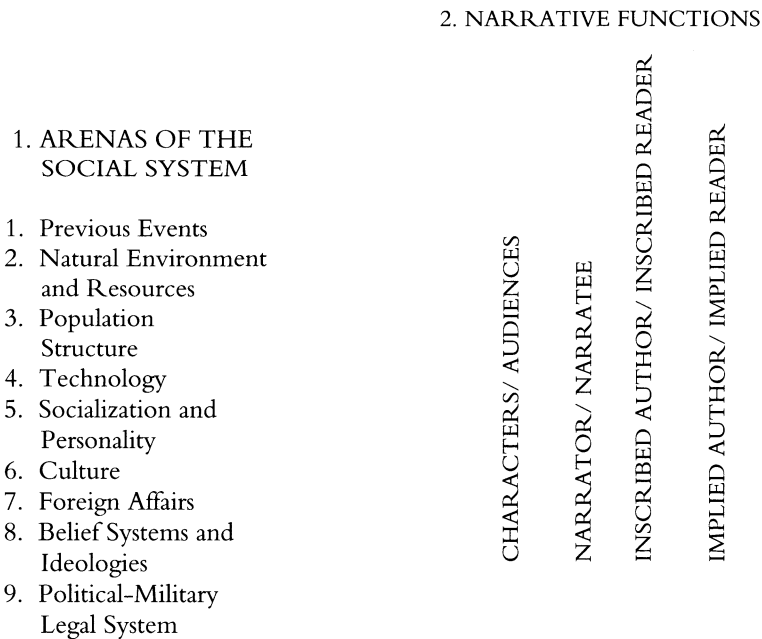 2. NARRATIVE FUNCTIONS
1. ARENAS OF THE
SOCIAL SYSTEM
1. Previous Events
2. Natural Environment
and Resources
3. Population
Structure
4. Technology
5. Socialization and
Personality
6. Culture
7. Foreign Affairs
8. Belief Systems and
Ideologies
9. Political-Military
Legal System
CHARACTERS/ AUDIENCES
NARRATOR/ NARRATEE
INSCRIBED AUTHOR/ INSCRIBED READER
IMPLIED AUTHOR/ IMPLIED READER